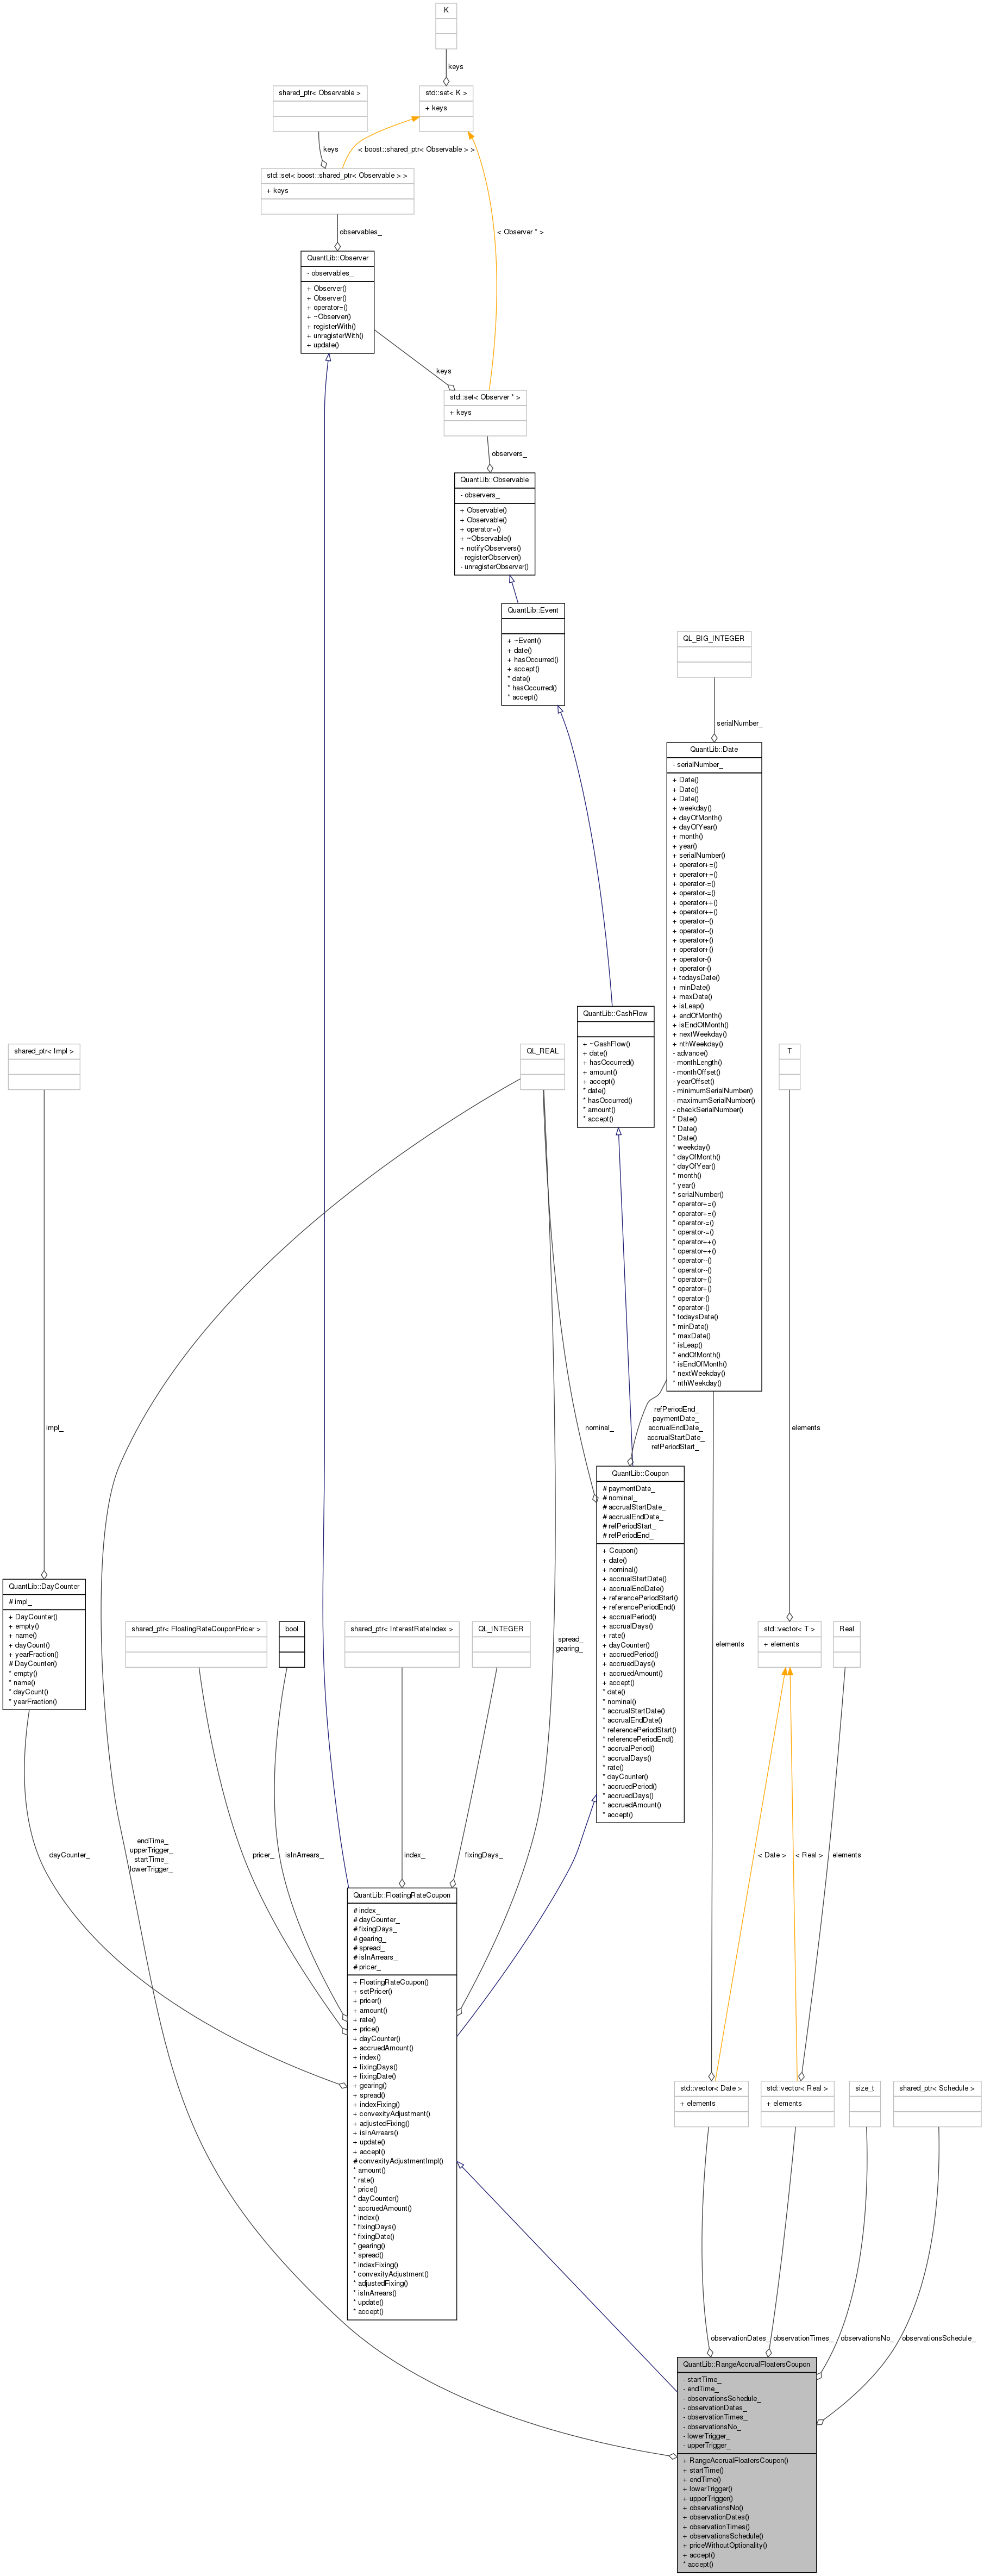 K
keys
shared_ptr< Observable >
std::set< K >
+ keys
keys
< boost::shared_ptr< Observable > >
std::set< boost::shared_ptr< Observable > >
+ keys
< Observer * >
observables_
QuantLib::Observer
- observables_
+ Observer()
+ Observer()
+ operator=()
+ ~Observer()
+ registerWith()
+ unregisterWith()
+ update()
keys
std::set< Observer * >
+ keys
observers_
QuantLib::Observable
- observers_
+ Observable()
+ Observable()
+ operator=()
+ ~Observable()
+ notifyObservers()
- registerObserver()
- unregisterObserver()
QuantLib::Event
+ ~Event()
+ date()
+ hasOccurred()
+ accept()
* date()
* hasOccurred()
* accept()
QL_BIG_INTEGER
serialNumber_
QuantLib::Date
- serialNumber_
+ Date()
+ Date()
+ Date()
+ weekday()
+ dayOfMonth()
+ dayOfYear()
+ month()
+ year()
+ serialNumber()
+ operator+=()
+ operator+=()
+ operator-=()
+ operator-=()
+ operator++()
+ operator++()
+ operator--()
+ operator--()
+ operator+()
+ operator+()
+ operator-()
+ operator-()
+ todaysDate()
+ minDate()
+ maxDate()
+ isLeap()
+ endOfMonth()
+ isEndOfMonth()
+ nextWeekday()
+ nthWeekday()
- advance()
- monthLength()
- monthOffset()
- yearOffset()
- minimumSerialNumber()
- maximumSerialNumber()
- checkSerialNumber()
* Date()
* Date()
* Date()
* weekday()
* dayOfMonth()
* dayOfYear()
* month()
* year()
* serialNumber()
* operator+=()
* operator+=()
* operator-=()
* operator-=()
* operator++()
* operator++()
* operator--()
* operator--()
* operator+()
* operator+()
* operator-()
* operator-()
* todaysDate()
* minDate()
* maxDate()
* isLeap()
* endOfMonth()
* isEndOfMonth()
* nextWeekday()
* nthWeekday()
QuantLib::CashFlow
+ ~CashFlow()
+ date()
+ hasOccurred()
+ amount()
+ accept()
* date()
* hasOccurred()
* amount()
* accept()
shared_ptr< Impl >
QL_REAL
T
impl_
nominal_
refPeriodEnd_
paymentDate_
accrualEndDate_
accrualStartDate_
refPeriodStart_
elements
QuantLib::Coupon
# paymentDate_
# nominal_
# accrualStartDate_
# accrualEndDate_
# refPeriodStart_
# refPeriodEnd_
+ Coupon()
+ date()
+ nominal()
+ accrualStartDate()
+ accrualEndDate()
+ referencePeriodStart()
+ referencePeriodEnd()
+ accrualPeriod()
+ accrualDays()
+ rate()
+ dayCounter()
+ accruedPeriod()
+ accruedDays()
+ accruedAmount()
+ accept()
* date()
* nominal()
* accrualStartDate()
* accrualEndDate()
* referencePeriodStart()
* referencePeriodEnd()
* accrualPeriod()
* accrualDays()
* rate()
* dayCounter()
* accruedPeriod()
* accruedDays()
* accruedAmount()
* accept()
QuantLib::DayCounter
# impl_
+ DayCounter()
+ empty()
+ name()
+ dayCount()
+ yearFraction()
# DayCounter()
* empty()
* name()
* dayCount()
* yearFraction()
shared_ptr< FloatingRateCouponPricer >
bool
shared_ptr< InterestRateIndex >
QL_INTEGER
spread_
gearing_
elements
std::vector< T >
+ elements
Real
dayCounter_
endTime_
upperTrigger_
startTime_
lowerTrigger_
pricer_
isInArrears_
index_
fixingDays_
< Date >
< Real >
elements
QuantLib::FloatingRateCoupon
# index_
# dayCounter_
# fixingDays_
# gearing_
# spread_
# isInArrears_
# pricer_
+ FloatingRateCoupon()
+ setPricer()
+ pricer()
+ amount()
+ rate()
+ price()
+ dayCounter()
+ accruedAmount()
+ index()
+ fixingDays()
+ fixingDate()
+ gearing()
+ spread()
+ indexFixing()
+ convexityAdjustment()
+ adjustedFixing()
+ isInArrears()
+ update()
+ accept()
# convexityAdjustmentImpl()
* amount()
* rate()
* price()
* dayCounter()
* accruedAmount()
* index()
* fixingDays()
* fixingDate()
* gearing()
* spread()
* indexFixing()
* convexityAdjustment()
* adjustedFixing()
* isInArrears()
* update()
* accept()
std::vector< Date >
+ elements
std::vector< Real >
+ elements
size_t
shared_ptr< Schedule >
observationDates_
observationTimes_
observationsNo_
observationsSchedule_
QuantLib::RangeAccrualFloatersCoupon
- startTime_
- endTime_
- observationsSchedule_
- observationDates_
- observationTimes_
- observationsNo_
- lowerTrigger_
- upperTrigger_
+ RangeAccrualFloatersCoupon()
+ startTime()
+ endTime()
+ lowerTrigger()
+ upperTrigger()
+ observationsNo()
+ observationDates()
+ observationTimes()
+ observationsSchedule()
+ priceWithoutOptionality()
+ accept()
* accept()